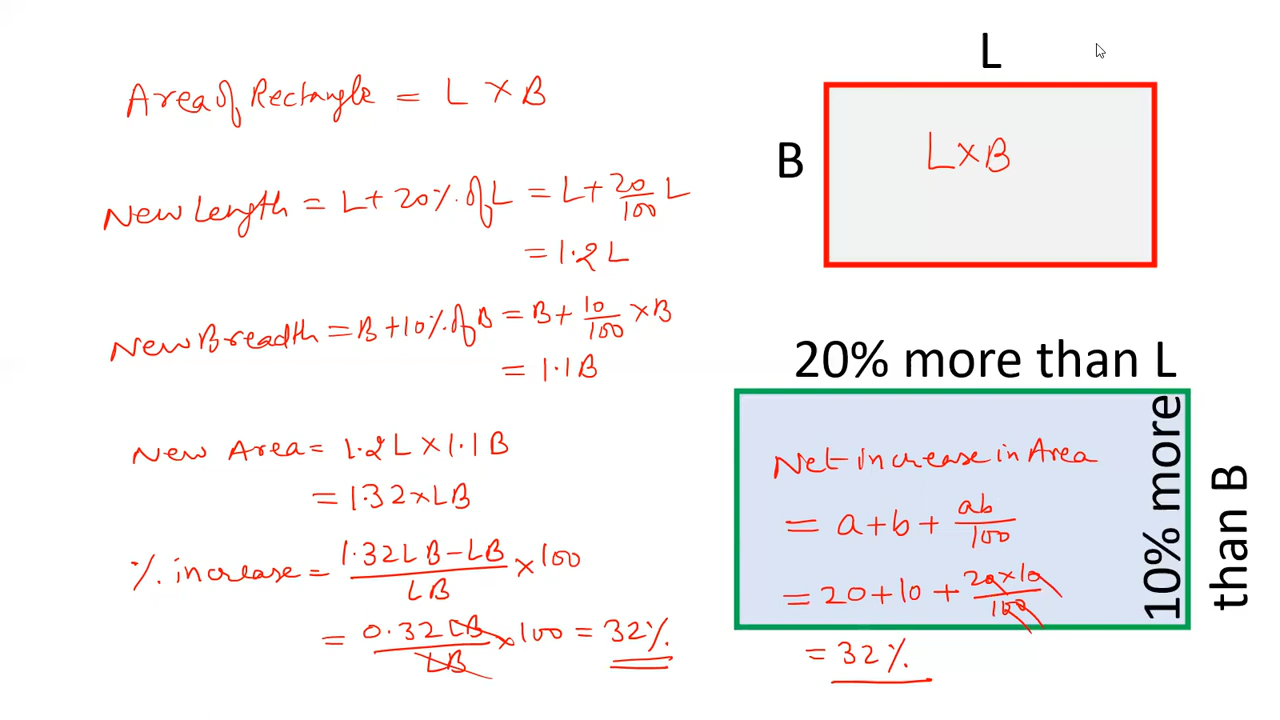 Area of Rectangle = L × B
New Length = L + 20% of L = L + 20/100 L
= 1.2 L
New Breadth = B + 10% of B = B + 10/100 × B
= 1.1 B
New Area = 1.2 L × 1.1 B
= 1.32 × LB
% increase = (1.32 LB − LB)/LB × 100
= 0.32 LB/LB × 100 = 32%
L
B
L × B
20% more than L
10% more
than B
Net increase in Area
= a + b + ab/100
= 20 + 10 + 20×10/100
= 32%